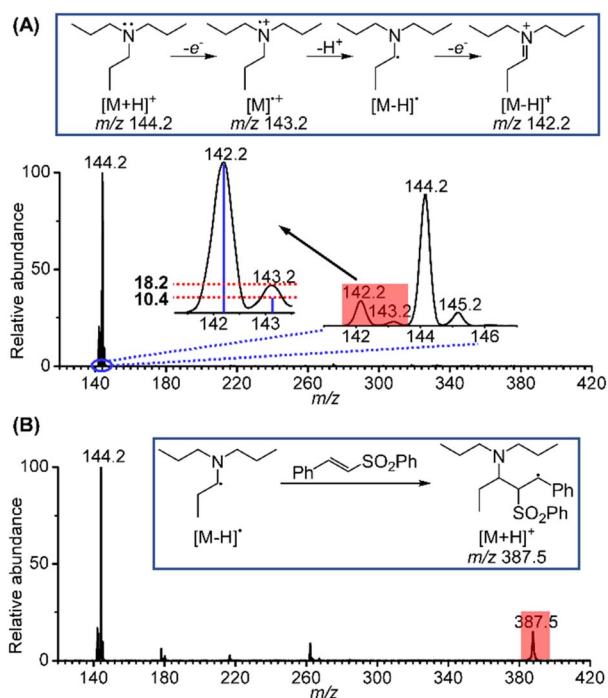 (A)
N N N N+
-e⁻ -H⁺ -e⁻
[M+H]⁺ [M]•⁺ [M-H]• [M-H]⁺
m/z 144.2 m/z 143.2 m/z 142.2
Relative abundance
100
50
0
144.2
142.2
143.2
18.2
10.4
142 143
144.2
142.2
143.2
145.2
142 144 146
140 180 220 260 300 340 380 420
m/z
(B)
Relative abundance
100
50
0
144.2
N
[M-H]•
Ph SO₂Ph
N
Ph
SO₂Ph
[M+H]⁺
m/z 387.5
387.5
140 180 220 260 300 340 380 420
m/z